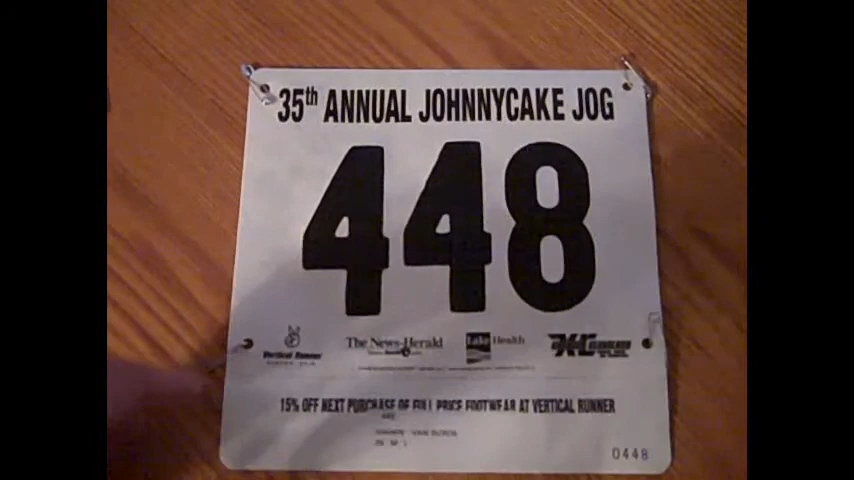 35th ANNUAL JOHNNYCAKE JOG
448
Vertical Runner
The News-Herald
Lake Health
15% OFF NEXT PURCHASE OF FULL PRICE FOOTWEAR AT VERTICAL RUNNER
0448